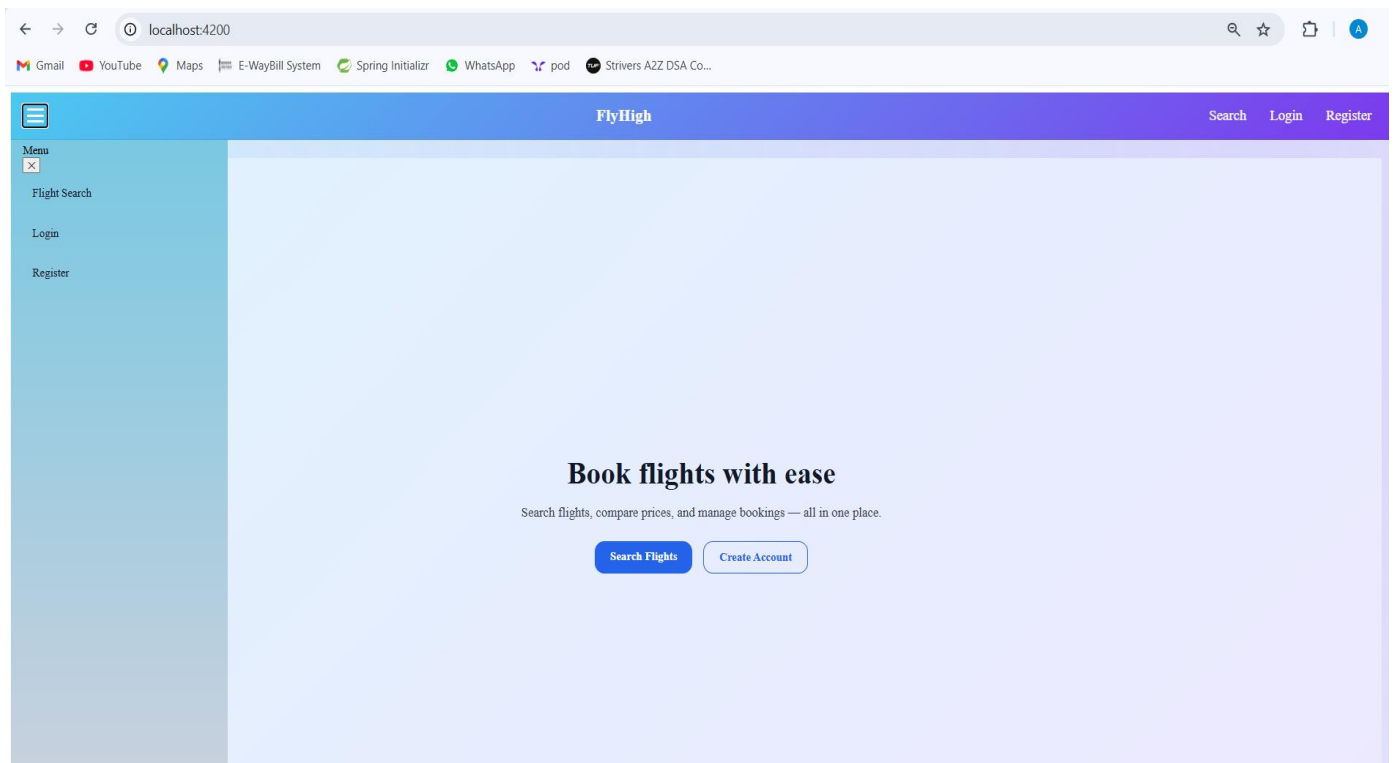 localhost:4200
A
Gmail YouTube Maps E-WayBill System Spring Initializr WhatsApp pod Strivers A2Z DSA Co...
FlyHigh
Search Login Register
Menu
Flight Search
Login
Register
Book flights with ease
Search flights, compare prices, and manage bookings — all in one place.
Search Flights Create Account